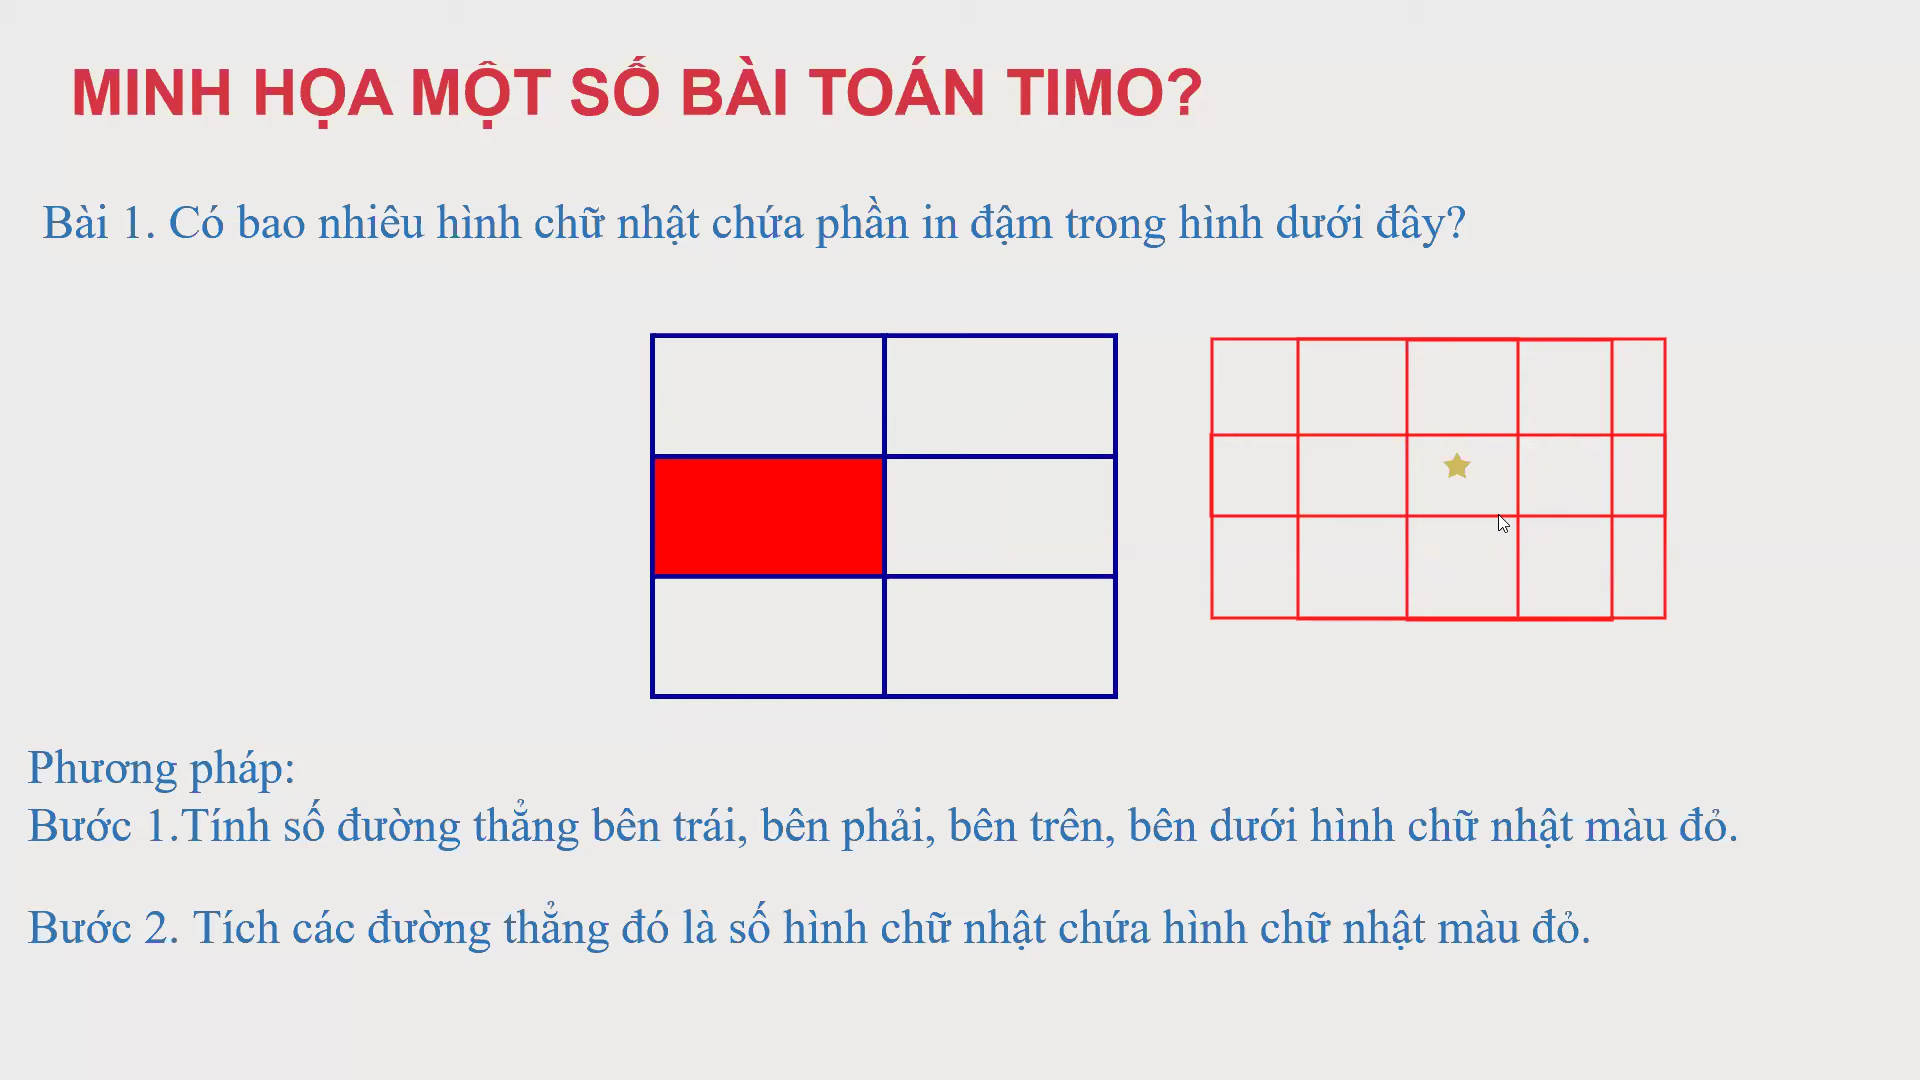 MINH HỌA MỘT SỐ BÀI TOÁN TIMO?
Bài 1. Có bao nhiêu hình chữ nhật chứa phần in đậm trong hình dưới đây?
Phương pháp:
Bước 1.Tính số đường thẳng bên trái, bên phải, bên trên, bên dưới hình chữ nhật màu đỏ.
Bước 2. Tích các đường thẳng đó là số hình chữ nhật chứa hình chữ nhật màu đỏ.